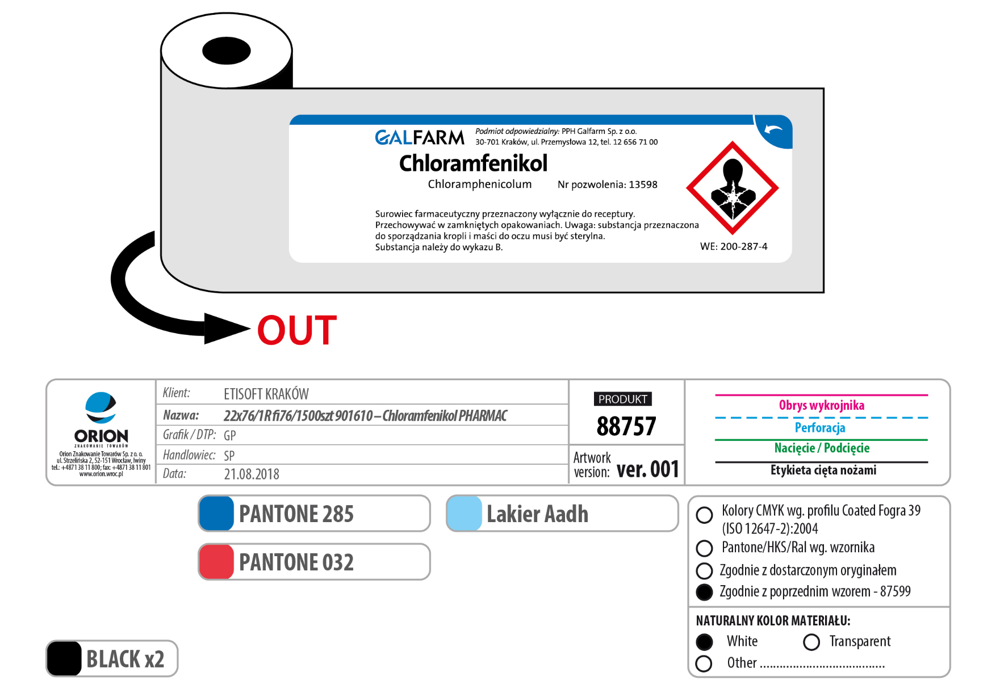 GALFARM
Podmiot odpowiedzialny: PPH Galfarm Sp. z o.o.
30-701 Kraków, ul. Przemysłowa 12, tel. 12 656 71 00
Chloramfenikol
Chloramphenicolum Nr pozwolenia: 13598
Surowiec farmaceutyczny przeznaczony wyłącznie do receptury.
Przechowywać w zamkniętych opakowaniach. Uwaga: substancja przeznaczona
do sporządzania kropli i maści do oczu musi być sterylna.
Substancja należy do wykazu B.
WE: 200-287-4
OUT
ORION
ZNAKOWANIE TOWARÓW
Orion Znakowanie Towarów Sp. z o. o.
ul. Strzelińska 2, 52-151 Wrocław, Iwiny
tel.: +4871 38 11 800; fax: +4871 38 11 801
www.orion.wroc.pl
Klient: ETISOFT KRAKÓW
Nazwa: 22x76/1R fi76/1500szt 901610 – Chloramfenikol PHARMAC
Grafik / DTP: GP
Handlowiec: SP
Data: 21.08.2018
PRODUKT
88757
Artwork
version: ver. 001
Obrys wykrojnika
Perforacja
Nacięcie / Podcięcie
Etykieta cięta nożami
PANTONE 285
Lakier Aadh
PANTONE 032
BLACK x2
Kolory CMYK wg. profilu Coated Fogra 39
(ISO 12647-2):2004
Pantone/HKS/Ral wg. wzornika
Zgodnie z dostarczonym oryginałem
Zgodnie z poprzednim wzorem - 87599
NATURALNY KOLOR MATERIAŁU:
White Transparent
Other .....................................